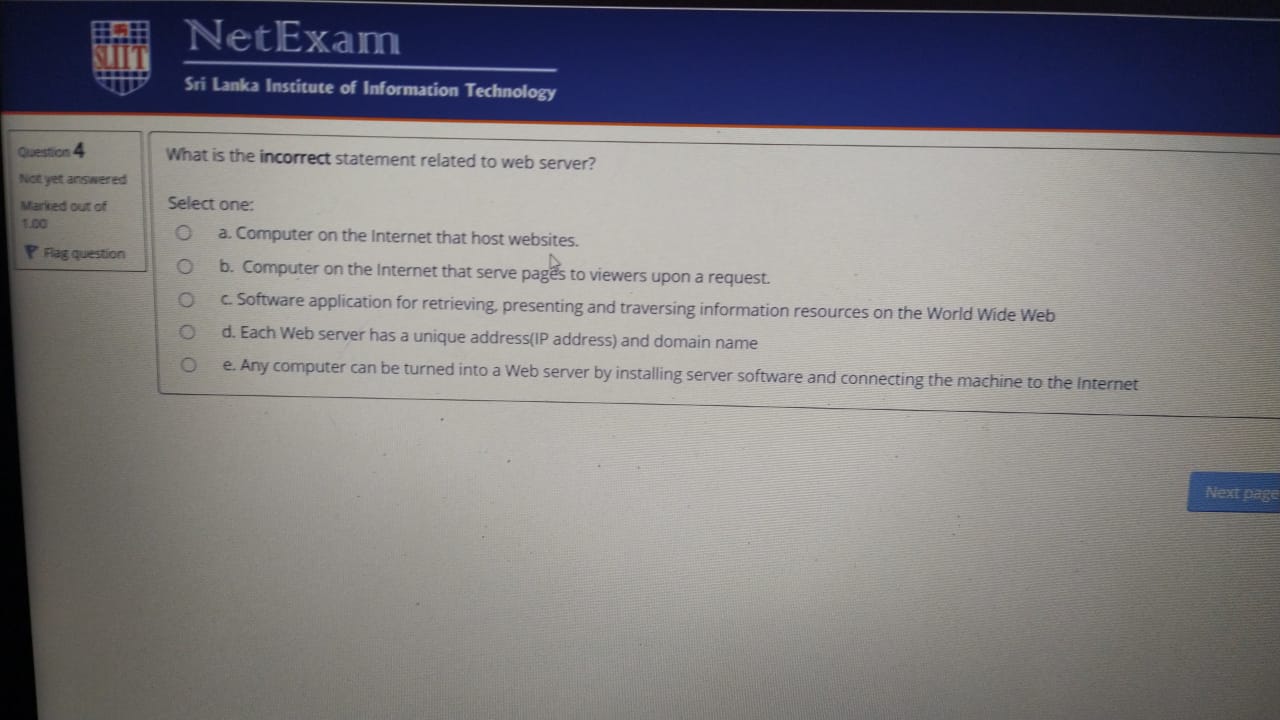 SLIIT
NetExam
Sri Lanka Institute of Information Technology
Question 4
Not yet answered
Marked out of
1.00
Flag question
What is the incorrect statement related to web server?
Select one:
a. Computer on the Internet that host websites.
b. Computer on the Internet that serve pages to viewers upon a request.
c. Software application for retrieving, presenting and traversing information resources on the World Wide Web
d. Each Web server has a unique address(IP address) and domain name
e. Any computer can be turned into a Web server by installing server software and connecting the machine to the Internet
Next page